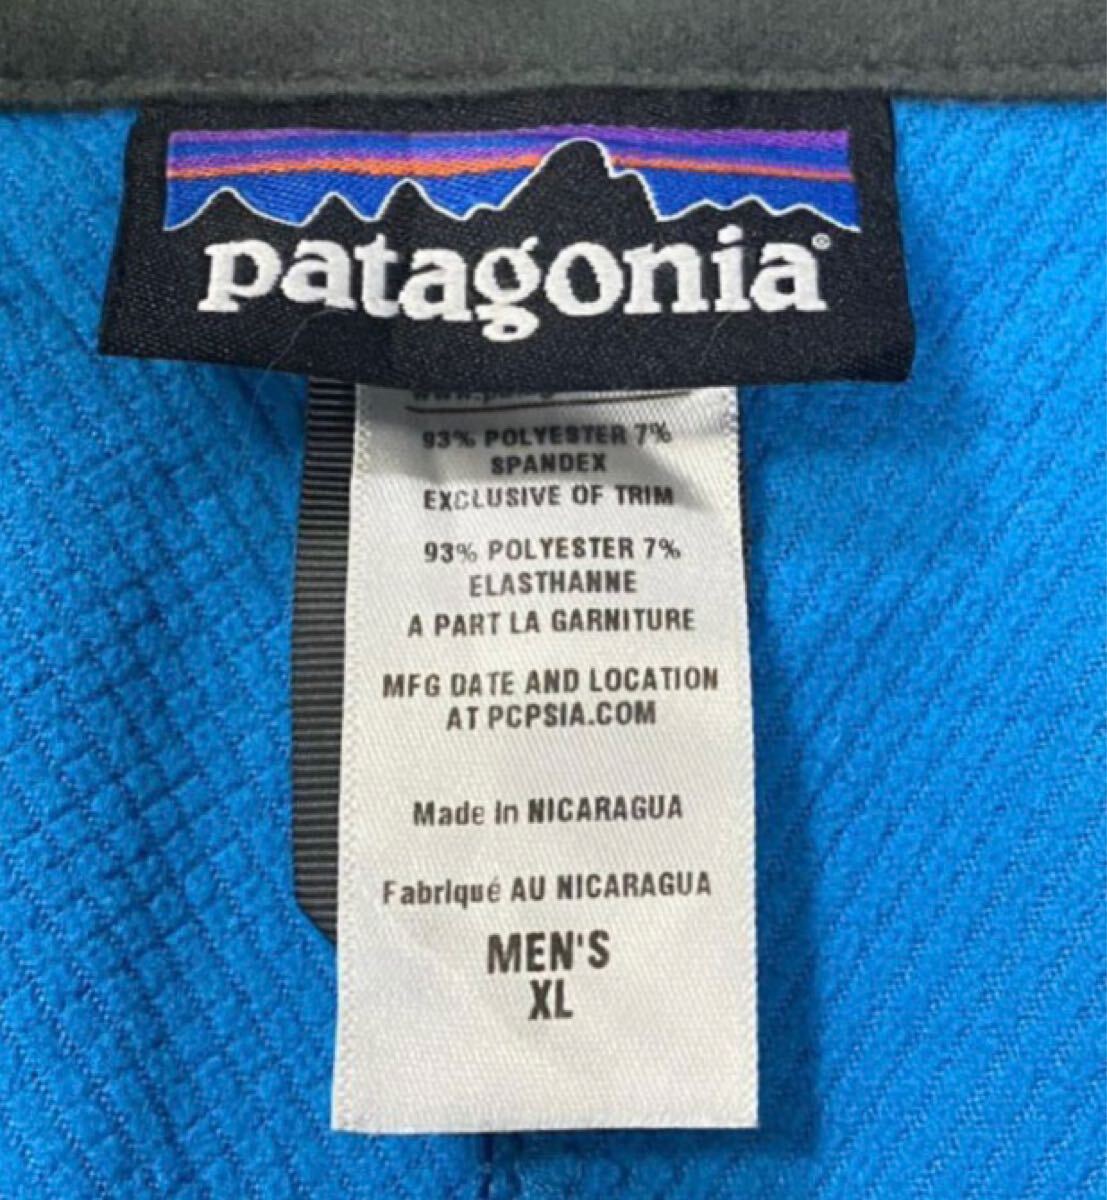 patagonia®
93% POLYESTER 7%
SPANDEX
EXCLUSIVE OF TRIM
93% POLYESTER 7%
ELASTHANNE
A PART LA GARNITURE
MFG DATE AND LOCATION
AT PCPSIA.COM
Made In NICARAGUA
Fabriqué AU NICARAGUA
MEN'S
XL